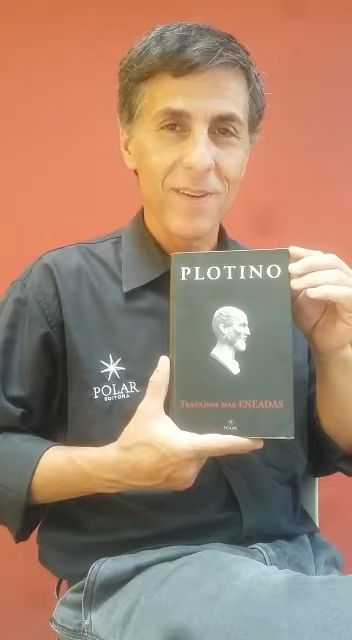 PLOTINO
TRATADOS DAS ENÉADAS
POLAR
POLAR
EDITORA